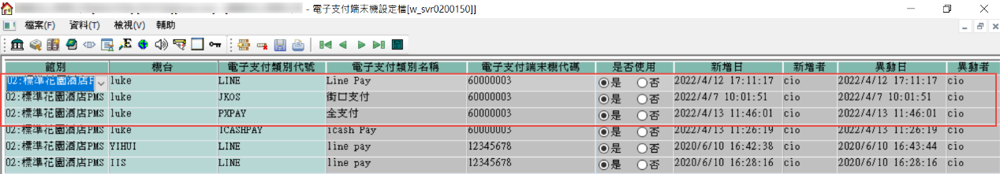 - 電子支付端末機設定檔[w_svr0200150]]
檔案(F) 資料(T) 檢視(V) 輔助
館別 機台 電子支付類別代號 電子支付類別名稱 電子支付端末機代碼 是否使用 新增日 新增者 異動日 異動者
02:標準花園酒店P luke LINE Line Pay 60000003 是 否 2022/4/12 17:11:17 cio 2022/4/12 17:11:17 cio
02:標準花園酒店PMS luke JKOS 街口支付 60000003 是 否 2022/4/7 10:01:51 cio 2022/4/7 10:01:51 cio
02:標準花園酒店PMS luke PXPAY 全支付 60000003 是 否 2022/4/13 11:46:01 cio 2022/4/13 11:46:01 cio
02:標準花園酒店PMS luke ICASHPAY icash Pay 60000003 是 否 2022/4/13 11:26:19 cio 2022/4/13 11:26:19 cio
02:標準花園酒店PMS YIHUI LINE line pay 12345678 是 否 2020/6/10 16:42:38 cio 2020/6/10 16:43:44 cio
02:標準花園酒店PMS IIS LINE line pay 12345678 是 否 2020/6/10 16:28:16 cio 2020/6/10 16:28:16 cio